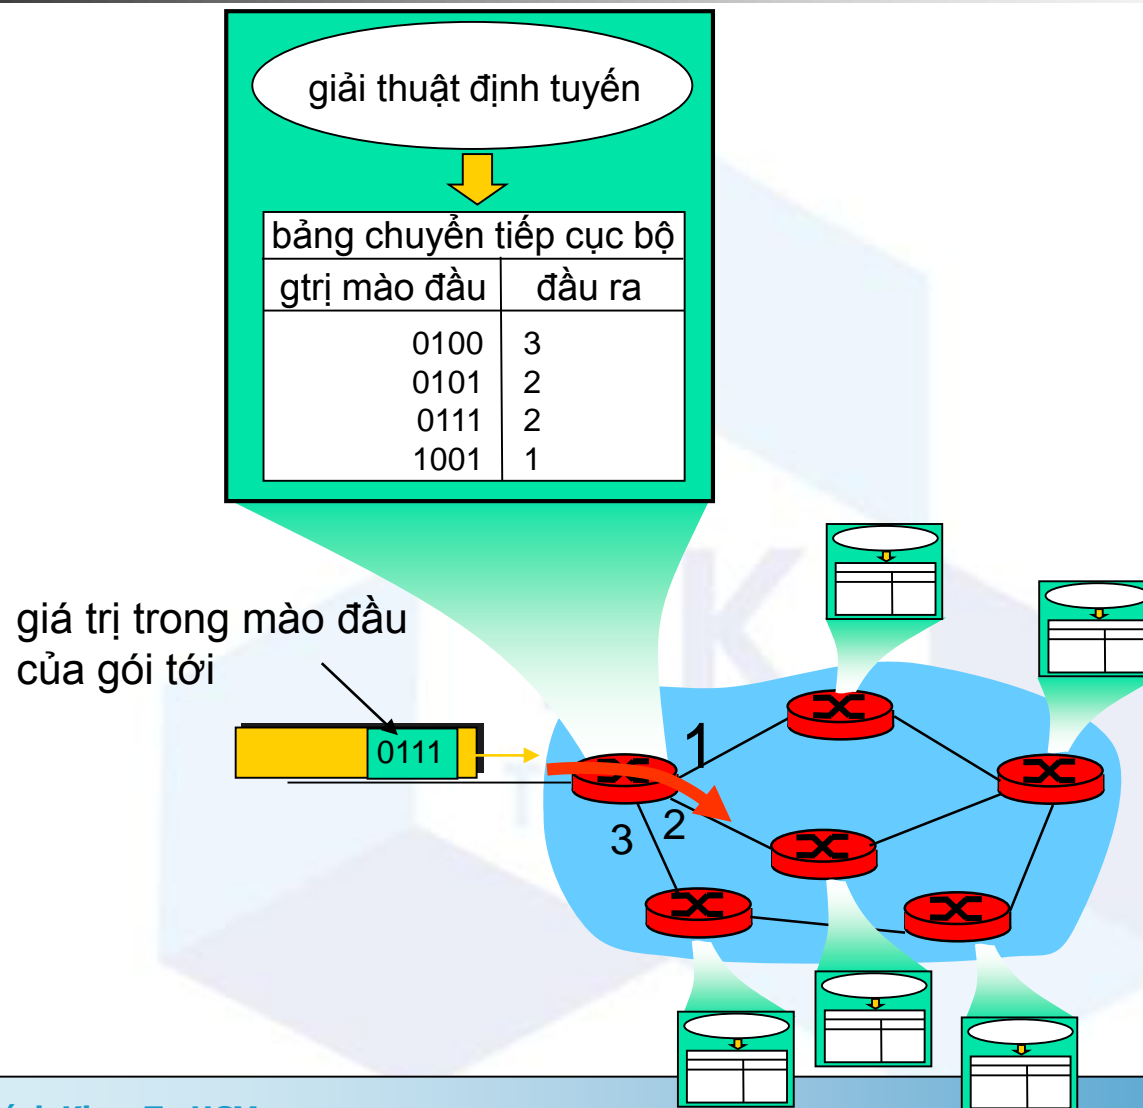 giải thuật định tuyến
bảng chuyển tiếp cục bộ
gtrị mào đầu đầu ra
0100 3
0101 2
0111 2
1001 1
giá trị trong mào đầu
của gói tới
0111
1
2
3